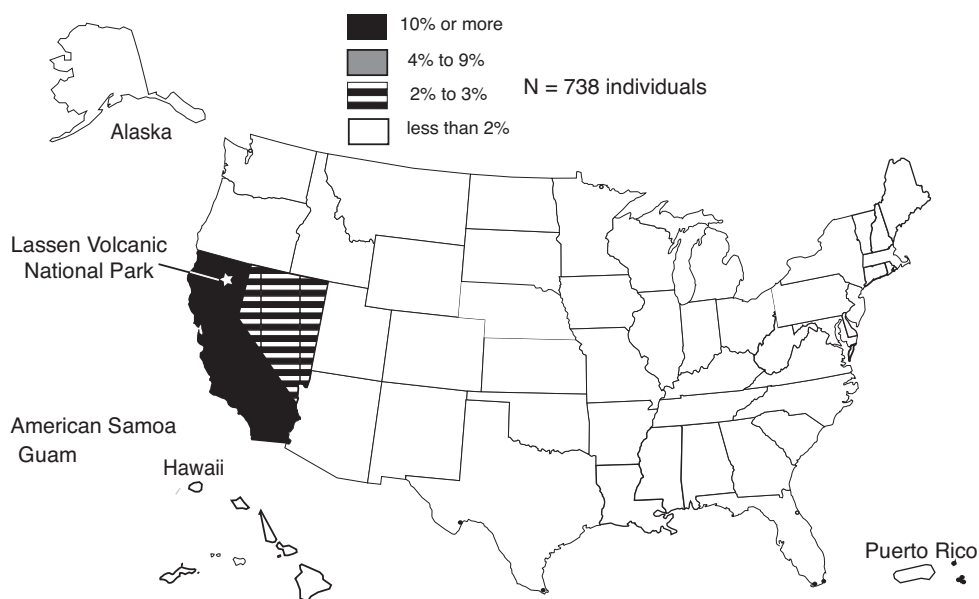 10% or more
4% to 9%
2% to 3%
less than 2%
N = 738 individuals
Alaska
Lassen Volcanic
National Park
American Samoa
Guam
Hawaii
Puerto Rico